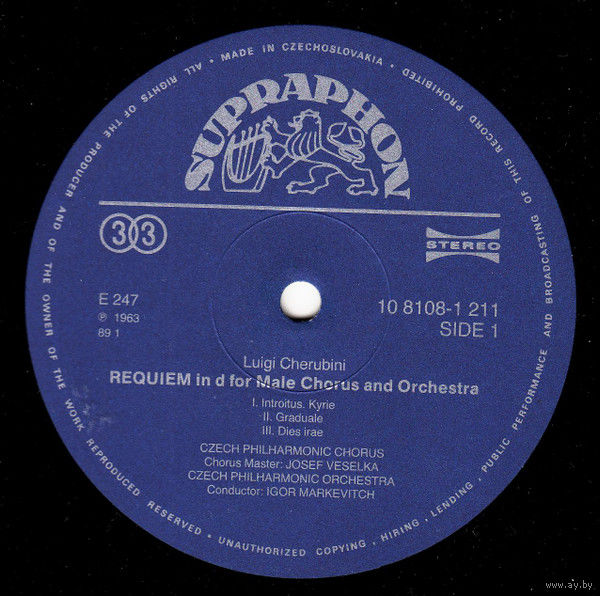 • MADE IN CZECHOSLOVAKIA • ALL RIGHTS OF THE PRODUCER AND OF THE OWNER OF THE WORK REPRODUCED RESERVED • UNAUTHORIZED COPYING, HIRING, LENDING, PUBLIC PERFORMANCE AND BROADCASTING OF THIS RECORD PROHIBITED
SUPRAPHON
33
STEREO
E 247
10 8108-1 211
℗ 1963
SIDE 1
89 1
Luigi Cherubini
REQUIEM in d for Male Chorus and Orchestra
I. Introitus. Kyrie
II. Graduale
III. Dies irae
CZECH PHILHARMONIC CHORUS
Chorus Master: JOSEF VESELKA
CZECH PHILHARMONIC ORCHESTRA
Conductor: IGOR MARKEVITCH
www.ay.by